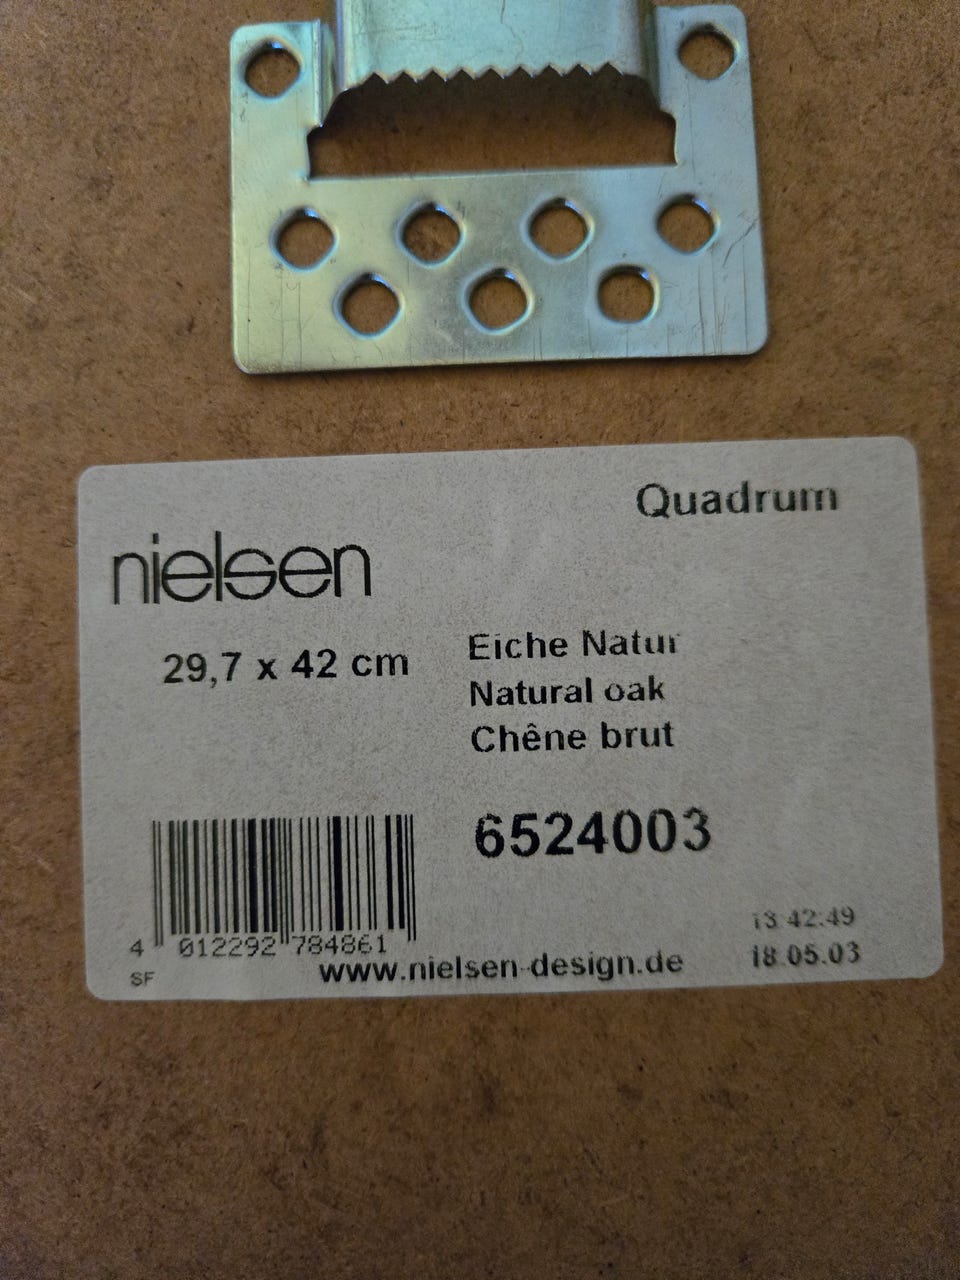 Quadrum
nielsen
29,7 x 42 cm
Eiche Natur
Natural oak
Chêne brut
6524003
4 012292 784861
SF
www.nielsen-design.de
13:42:49
18.05.03